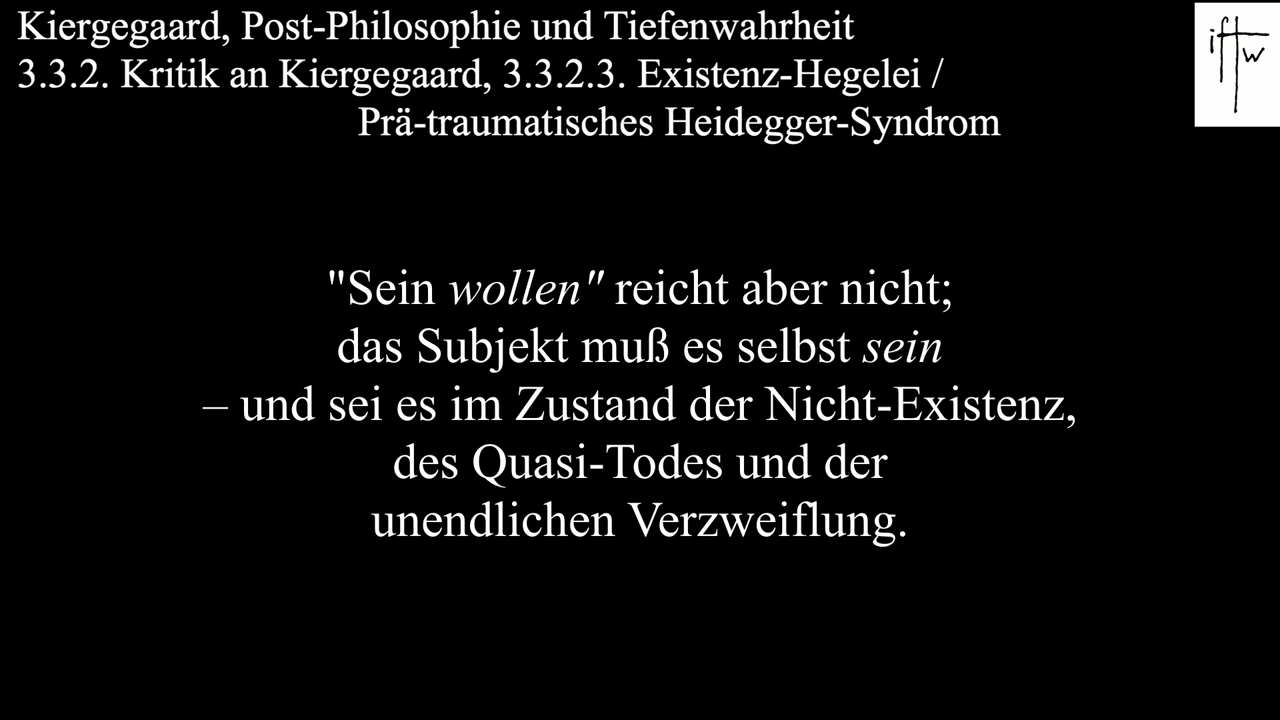 Kiergegaard, Post-Philosophie und Tiefenwahrheit
3.3.2. Kritik an Kiergegaard, 3.3.2.3. Existenz-Hegelei /
Prä-traumatisches Heidegger-Syndrom
iftw
"Sein wollen" reicht aber nicht;
das Subjekt muß es selbst sein
– und sei es im Zustand der Nicht-Existenz,
des Quasi-Todes und der
unendlichen Verzweiflung.